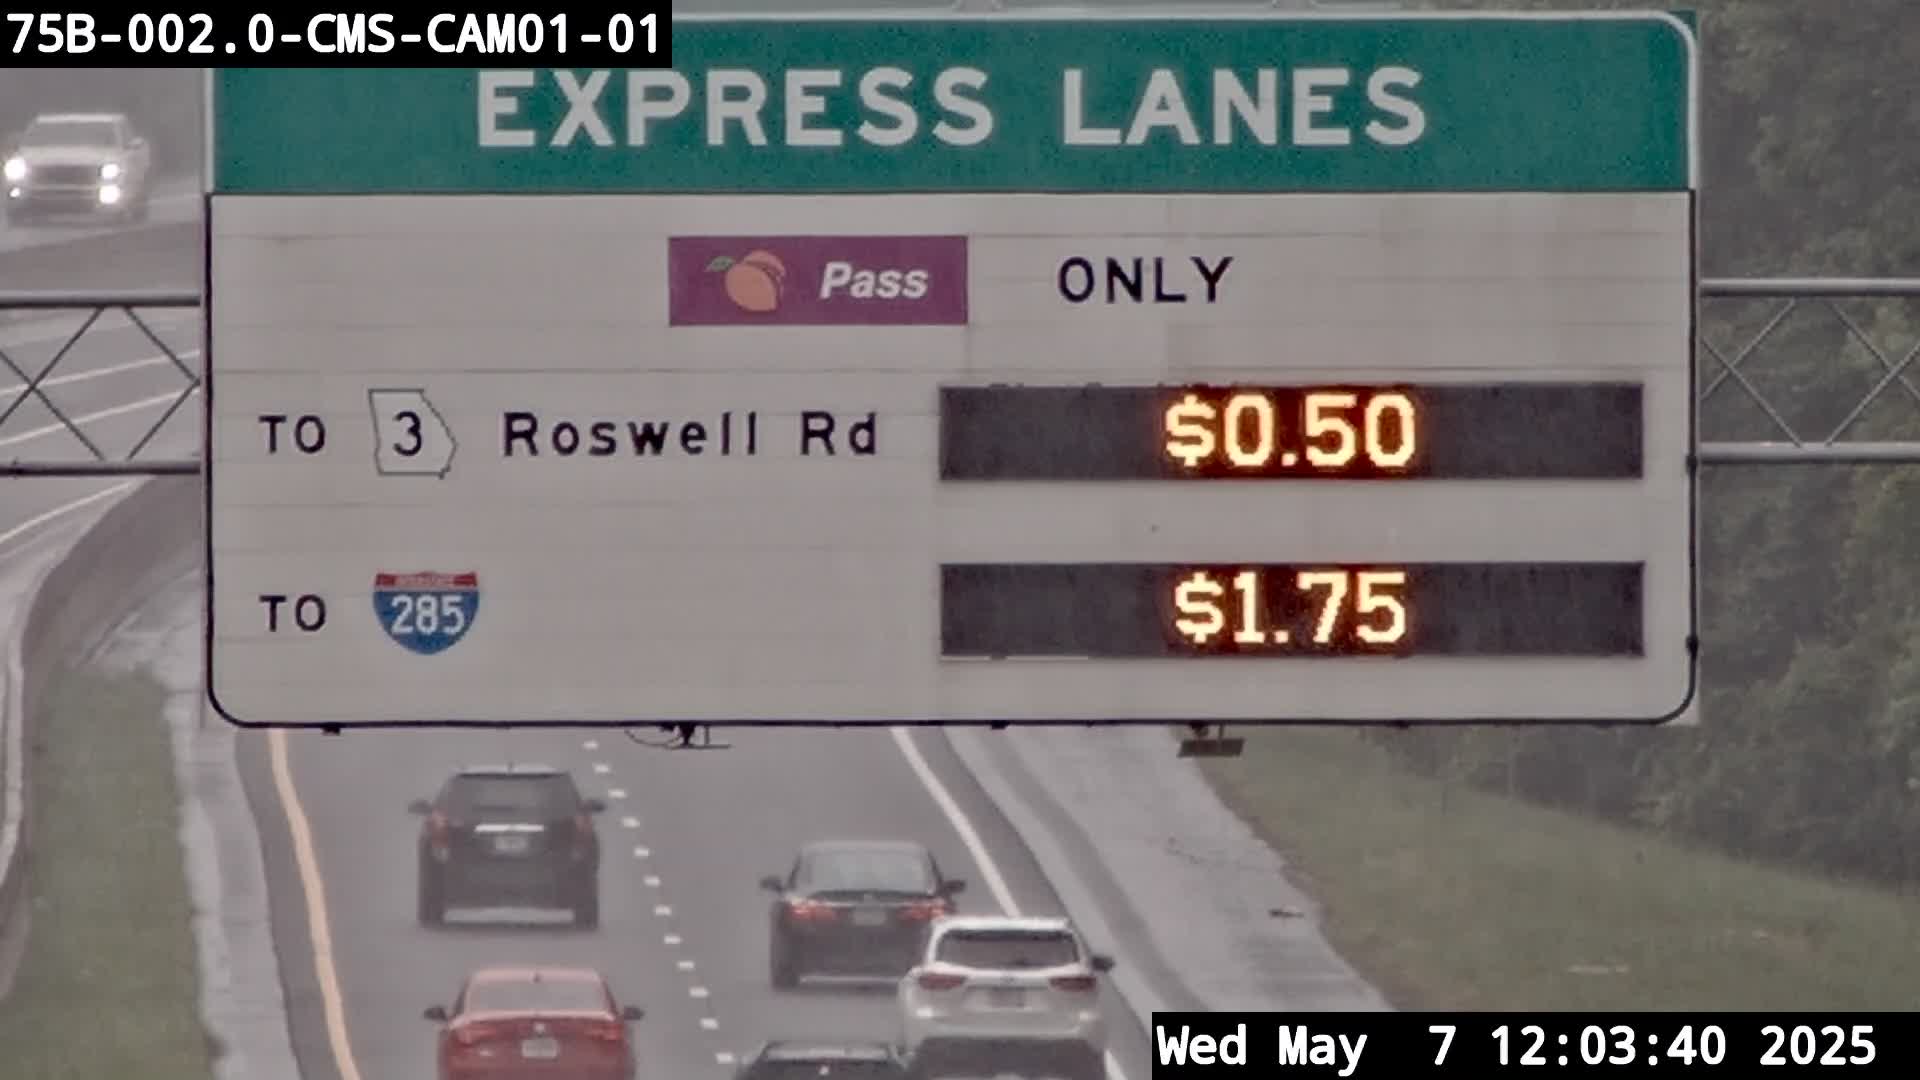 75B-002.0-CMS-CAM01-01
EXPRESS LANES
Pass ONLY
TO 3 Roswell Rd $0.50
TO 285 $1.75
Wed May 7 12:03:40 2025